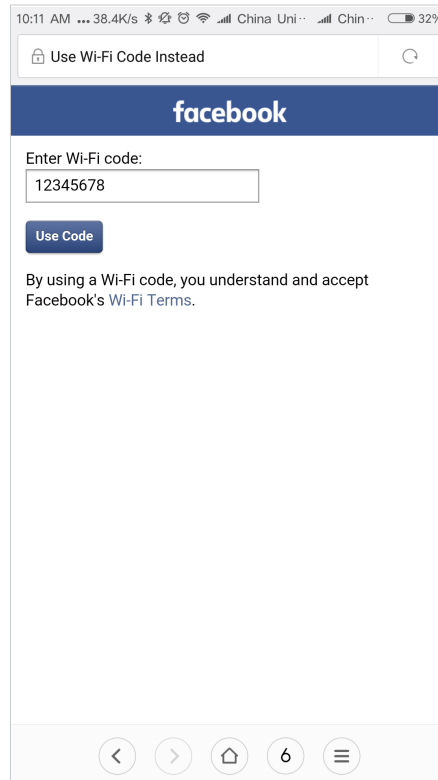 10:11 AM ... 38.4K/s China Uni·· Chin·· 32%
Use Wi-Fi Code Instead
facebook
Enter Wi-Fi code:
12345678
Use Code
By using a Wi-Fi code, you understand and accept
Facebook's Wi-Fi Terms.
6